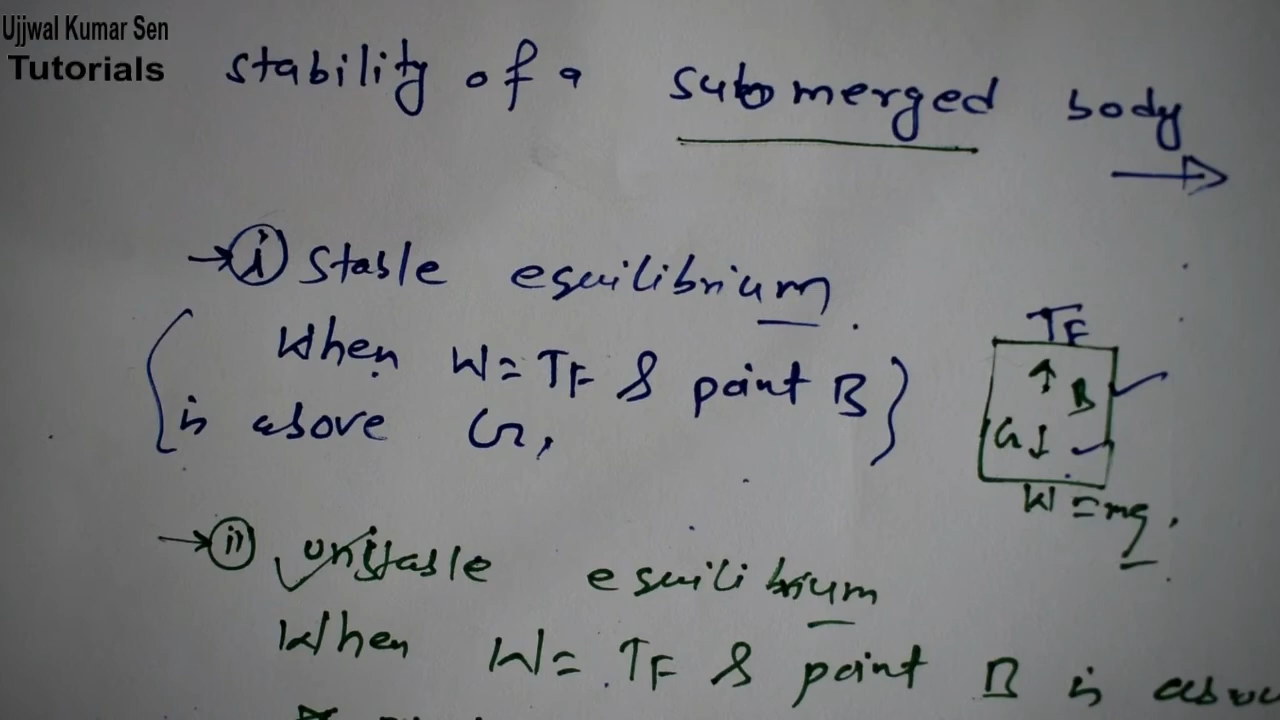 Ujjwal Kumar Sen
Tutorials
stability of a submerged body
i) Stable equilibrium.
When W = TF & point B
is above G,
TF
B
G
W = mg.
ii) unstable equilibrium
When W = TF & point B is